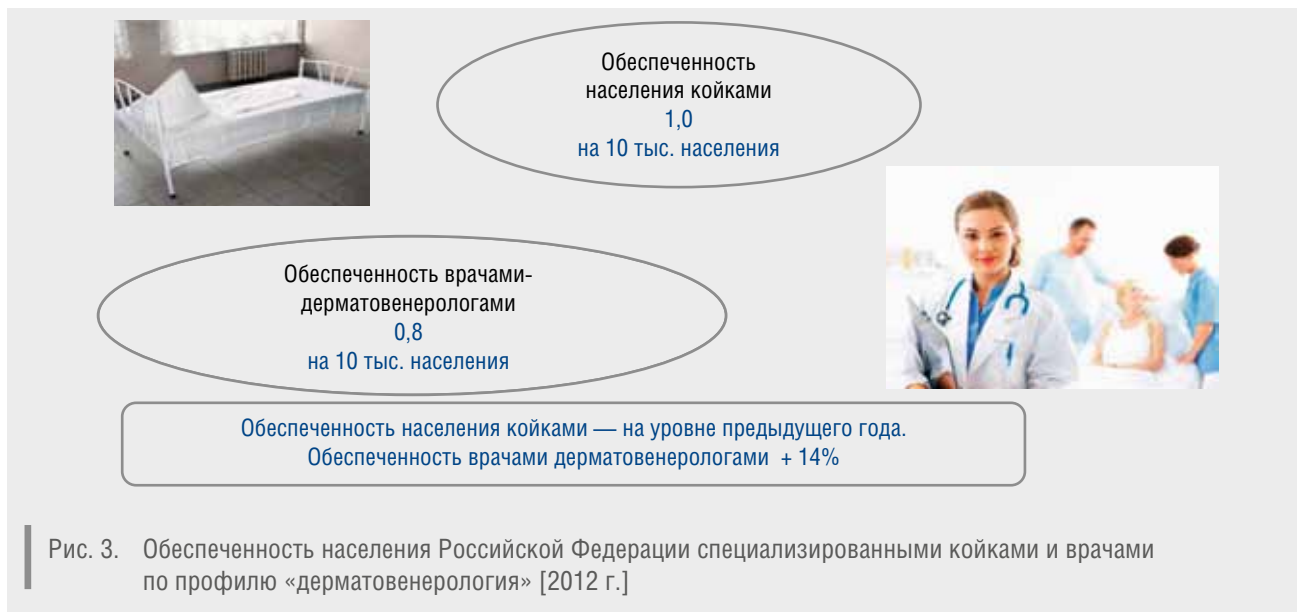 Обеспеченность
населения койками
1,0
на 10 тыс. населения
Обеспеченность врачами-
дерматовенерологами
0,8
на 10 тыс. населения
Обеспеченность населения койками — на уровне предыдущего года.
Обеспеченность врачами дерматовенерологами + 14%
Рис. 3. Обеспеченность населения Российской Федерации специализированными койками и врачами
по профилю «дерматовенерология» [2012 г.]